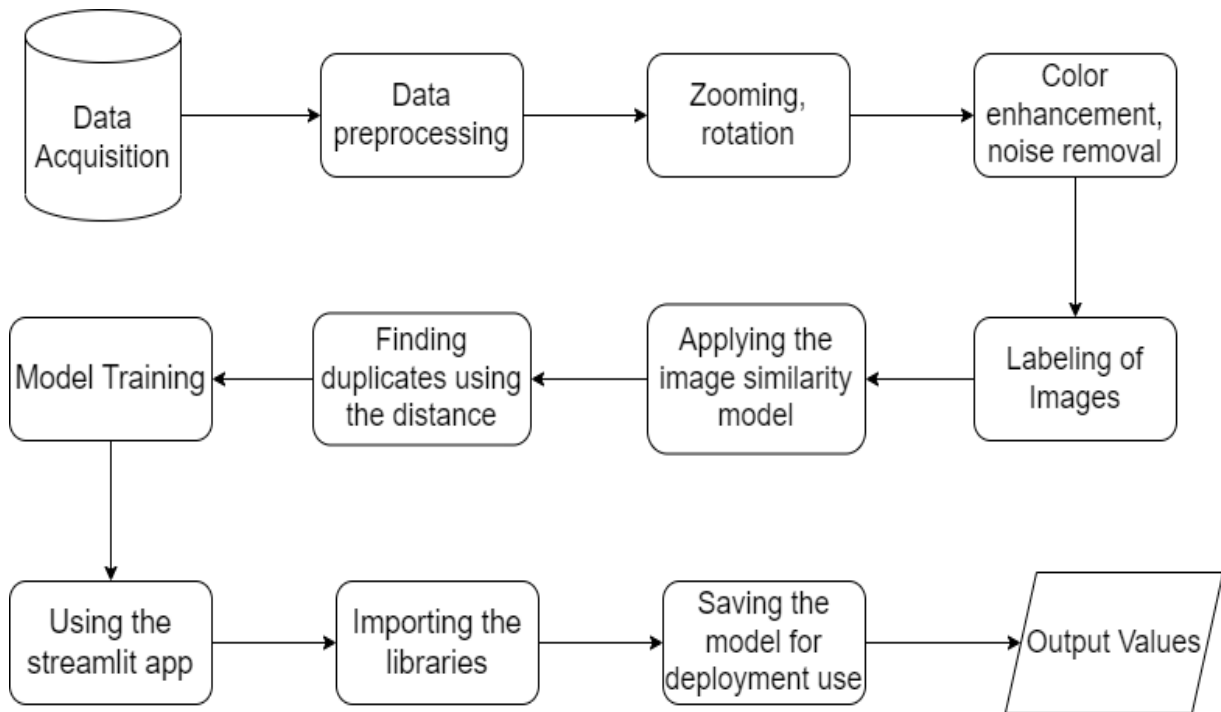 Data
Acquisition
Data
preprocessing
Zooming,
rotation
Color
enhancement,
noise removal
Labeling of
Images
Applying the
image similarity
model
Finding
duplicates using
the distance
Model Training
Using the
streamlit app
Importing the
libraries
Saving the
model for
deployment use
Output Values